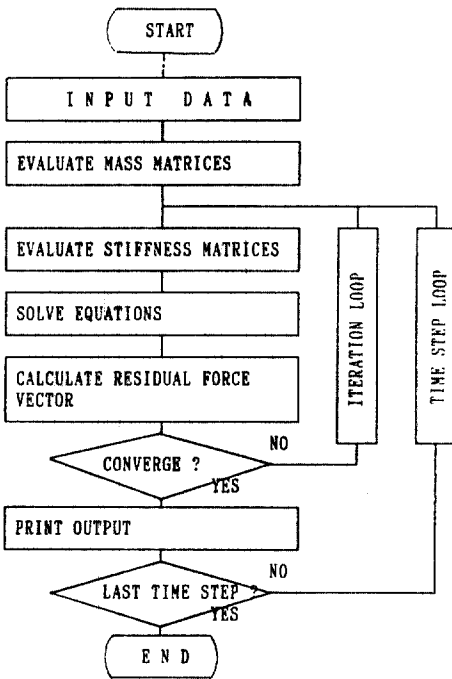 START
INPUT DATA
EVALUATE MASS MATRICES
EVALUATE STIFFNESS MATRICES
SOLVE EQUATIONS
CALCULATE RESIDUAL FORCE
VECTOR
ITERATION LOOP
TIME STEP LOOP
NO
CONVERGE ?
YES
PRINT OUTPUT
NO
LAST TIME STEP ?
YES
END